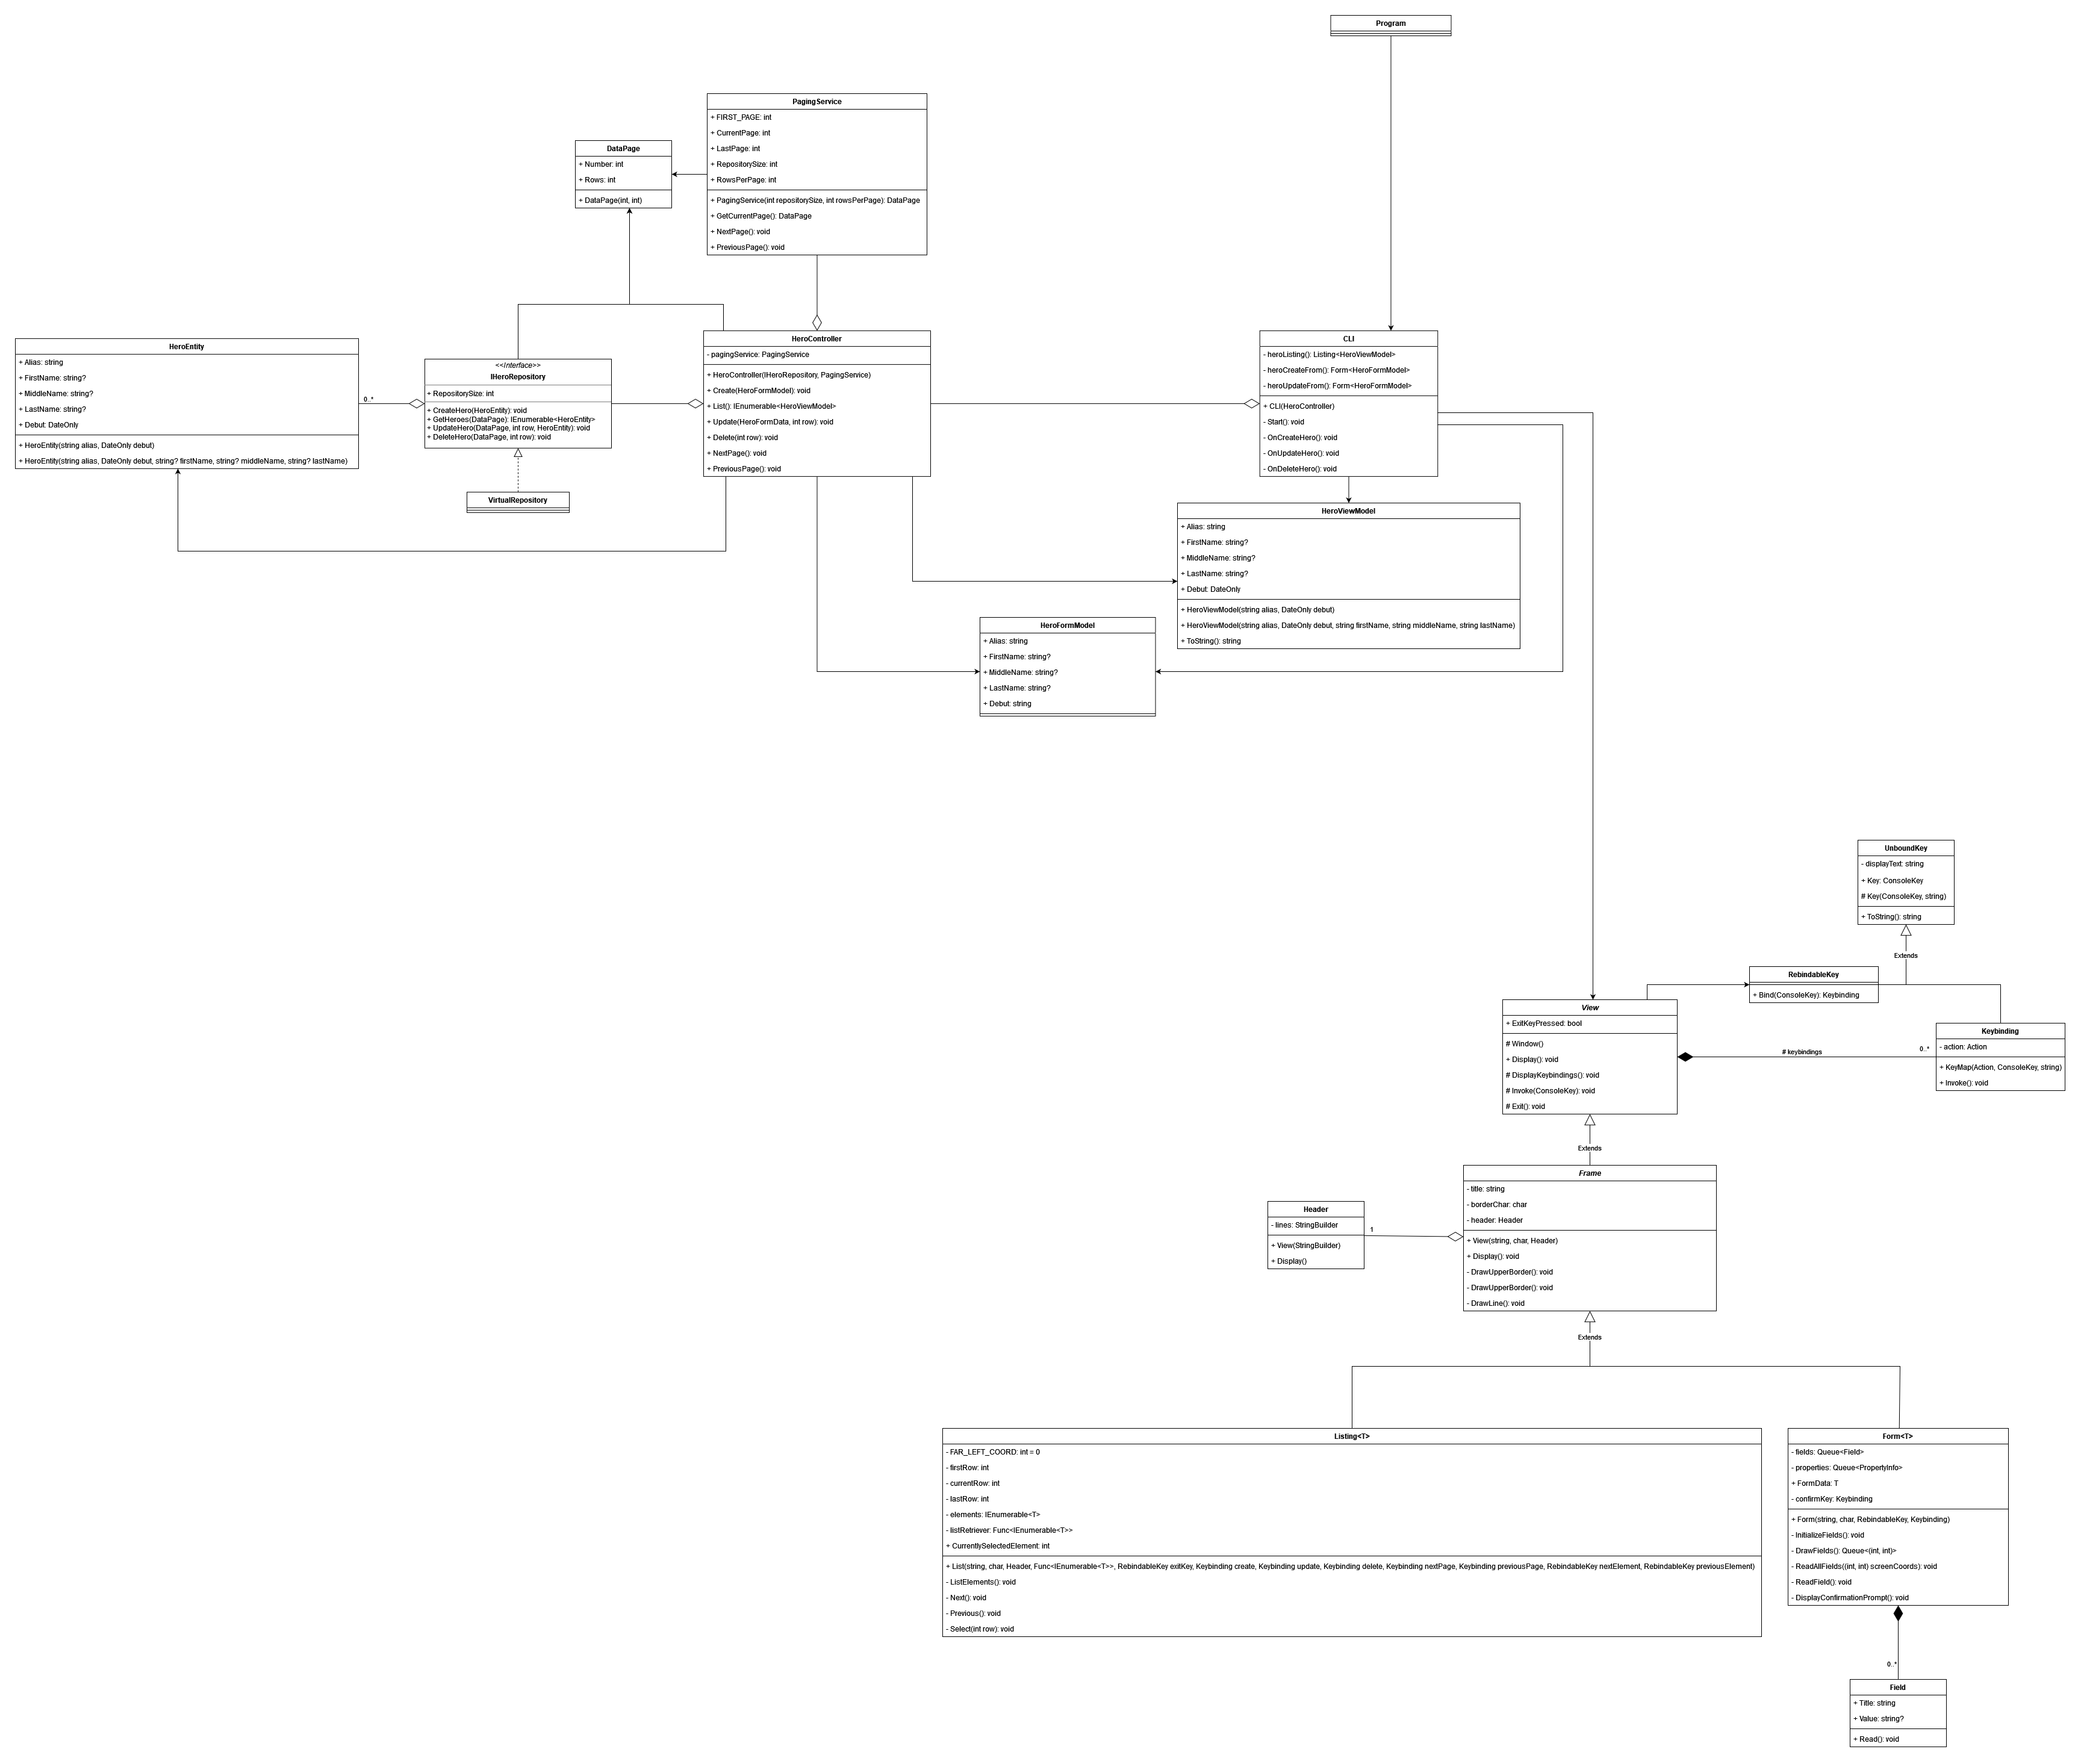 Program
PagingService
+ FIRST_PAGE: int
+ CurrentPage: int
+ LastPage: int
+ RepositorySize: int
+ RowsPerPage: int
+ PagingService(int repositorySize, int rowsPerPage): DataPage
+ GetCurrentPage(): DataPage
+ NextPage(): void
+ PreviousPage(): void
DataPage
+ Number: int
+ Rows: int
+ DataPage(int, int)
HeroEntity
+ Alias: string
+ FirstName: string?
+ MiddleName: string?
+ LastName: string?
+ Debut: DateOnly
+ HeroEntity(string alias, DateOnly debut)
+ HeroEntity(string alias, DateOnly debut, string? firstName, string? middleName, string? lastName)
0..*
<<Interface>>
IHeroRepository
+ RepositorySize: int
+ CreateHero(HeroEntity): void
+ GetHeroes(DataPage): IEnumerable<HeroEntity>
+ UpdateHero(DataPage, int row, HeroEntity): void
+ DeleteHero(DataPage, int row): void
VirtualRepository
HeroController
- pagingService: PagingService
+ HeroController(IHeroRepository, PagingService)
+ Create(HeroFormModel): void
+ List(): IEnumerable<HeroViewModel>
+ Update(HeroFormData, int row): void
+ Delete(int row): void
+ NextPage(): void
+ PreviousPage(): void
CLI
- heroListing(): Listing<HeroViewModel>
- heroCreateFrom(): Form<HeroFormModel>
- heroUpdateFrom(): Form<HeroFormModel>
+ CLI(HeroController)
- Start(): void
- OnCreateHero(): void
- OnUpdateHero(): void
- OnDeleteHero(): void
HeroViewModel
+ Alias: string
+ FirstName: string?
+ MiddleName: string?
+ LastName: string?
+ Debut: DateOnly
+ HeroViewModel(string alias, DateOnly debut)
+ HeroViewModel(string alias, DateOnly debut, string firstName, string middleName, string lastName)
+ ToString(): string
HeroFormModel
+ Alias: string
+ FirstName: string?
+ MiddleName: string?
+ LastName: string?
+ Debut: string
UnboundKey
- displayText: string
+ Key: ConsoleKey
# Key(ConsoleKey, string)
+ ToString(): string
Extends
RebindableKey
+ Bind(ConsoleKey): Keybinding
View
+ ExitKeyPressed: bool
# Window()
+ Display(): void
# DisplayKeybindings(): void
# Invoke(ConsoleKey): void
# Exit(): void
# keybindings
0..*
Keybinding
- action: Action
+ KeyMap(Action, ConsoleKey, string)
+ Invoke(): void
Extends
Frame
- title: string
- borderChar: char
- header: Header
+ View(string, char, Header)
+ Display(): void
- DrawUpperBorder(): void
- DrawUpperBorder(): void
- DrawLine(): void
Header
- lines: StringBuilder
+ View(StringBuilder)
+ Display()
1
Extends
Listing<T>
- FAR_LEFT_COORD: int = 0
- firstRow: int
- currentRow: int
- lastRow: int
- elements: IEnumerable<T>
- listRetriever: Func<IEnumerable<T>>
+ CurrentlySelectedElement: int
+ List(string, char, Header, Func<IEnumerable<T>>, RebindableKey exitKey, Keybinding create, Keybinding update, Keybinding delete, Keybinding nextPage, Keybinding previousPage, RebindableKey nextElement, RebindableKey previousElement)
- ListElements(): void
- Next(): void
- Previous(): void
- Select(int row): void
Form<T>
- fields: Queue<Field>
- properties: Queue<PropertyInfo>
+ FormData: T
- confirmKey: Keybinding
+ Form(string, char, RebindableKey, Keybinding)
- InitializeFields(): void
- DrawFields(): Queue<(int, int)>
- ReadAllFields((int, int) screenCoords): void
- ReadField(): void
- DisplayConfirmationPrompt(): void
0..*
Field
+ Title: string
+ Value: string?
+ Read(): void